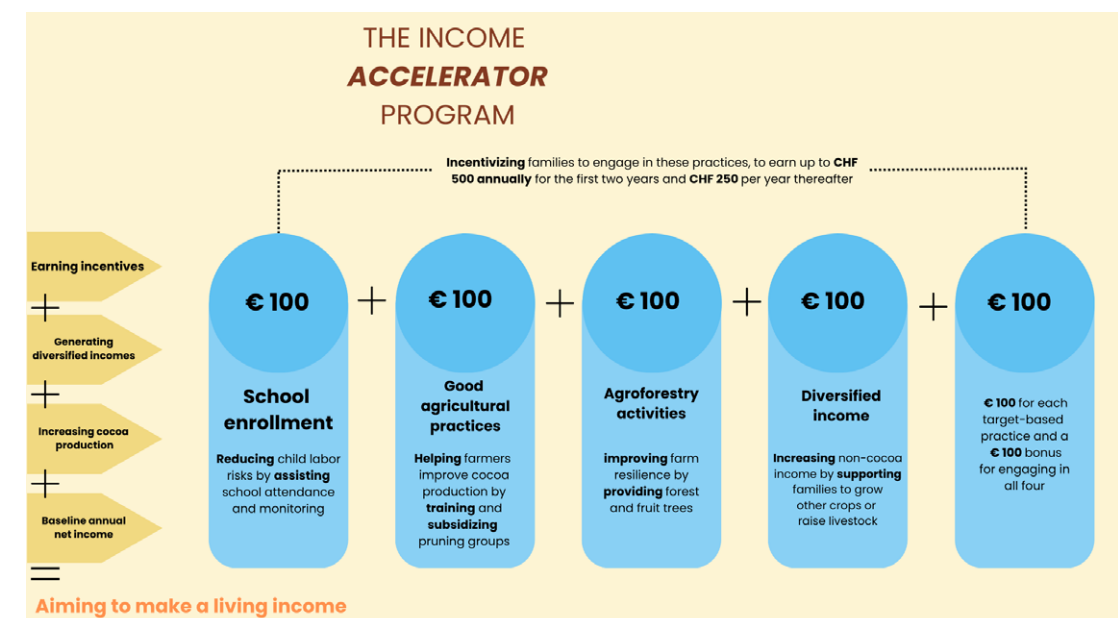 THE INCOME
ACCELERATOR
PROGRAM
Incentivizing families to engage in these practices, to earn up to CHF
500 annually for the first two years and CHF 250 per year thereafter
Earning incentives
+
Generating
diversified incomes
+
Increasing cocoa
production
+
Baseline annual
net income
=
Aiming to make a living income
€ 100
School
enrollment
Reducing child labor
risks by assisting
school attendance
and monitoring
+
€ 100
Good
agricultural
practices
Helping farmers
improve cocoa
production by
training and
subsidizing
pruning groups
+
€ 100
Agroforestry
activities
improving farm
resilience by
providing forest
and fruit trees
+
€ 100
Diversified
income
Increasing non-cocoa
income by supporting
families to grow
other crops or
raise livestock
+
€ 100
€ 100 for each
target-based
practice and a
€ 100 bonus
for engaging in
all four